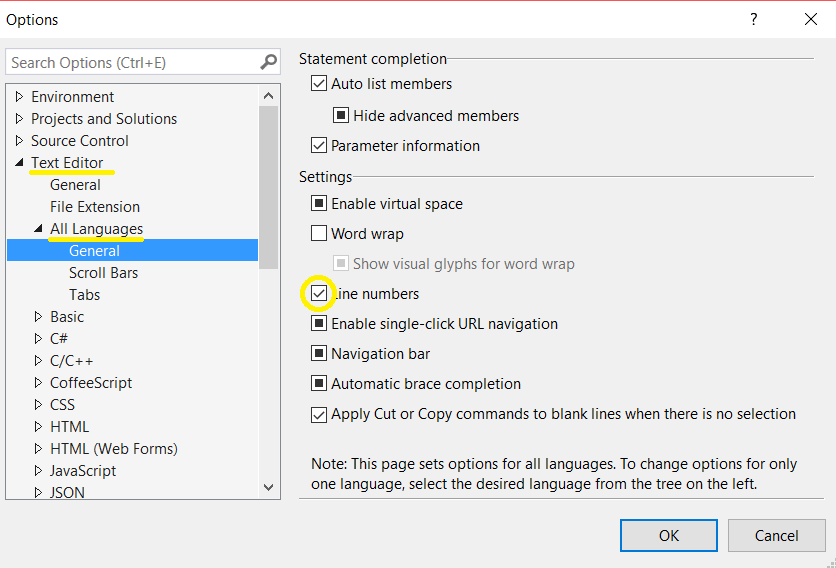 Options
?
Search Options (Ctrl+E)
Environment
Projects and Solutions
Source Control
Text Editor
General
File Extension
All Languages
General
Scroll Bars
Tabs
Basic
C#
C/C++
CoffeeScript
CSS
HTML
HTML (Web Forms)
JavaScript
JSON
Statement completion
Auto list members
Hide advanced members
Parameter information
Settings
Enable virtual space
Word wrap
Show visual glyphs for word wrap
Line numbers
Enable single-click URL navigation
Navigation bar
Automatic brace completion
Apply Cut or Copy commands to blank lines when there is no selection
Note: This page sets options for all languages. To change options for only
one language, select the desired language from the tree on the left.
OK
Cancel